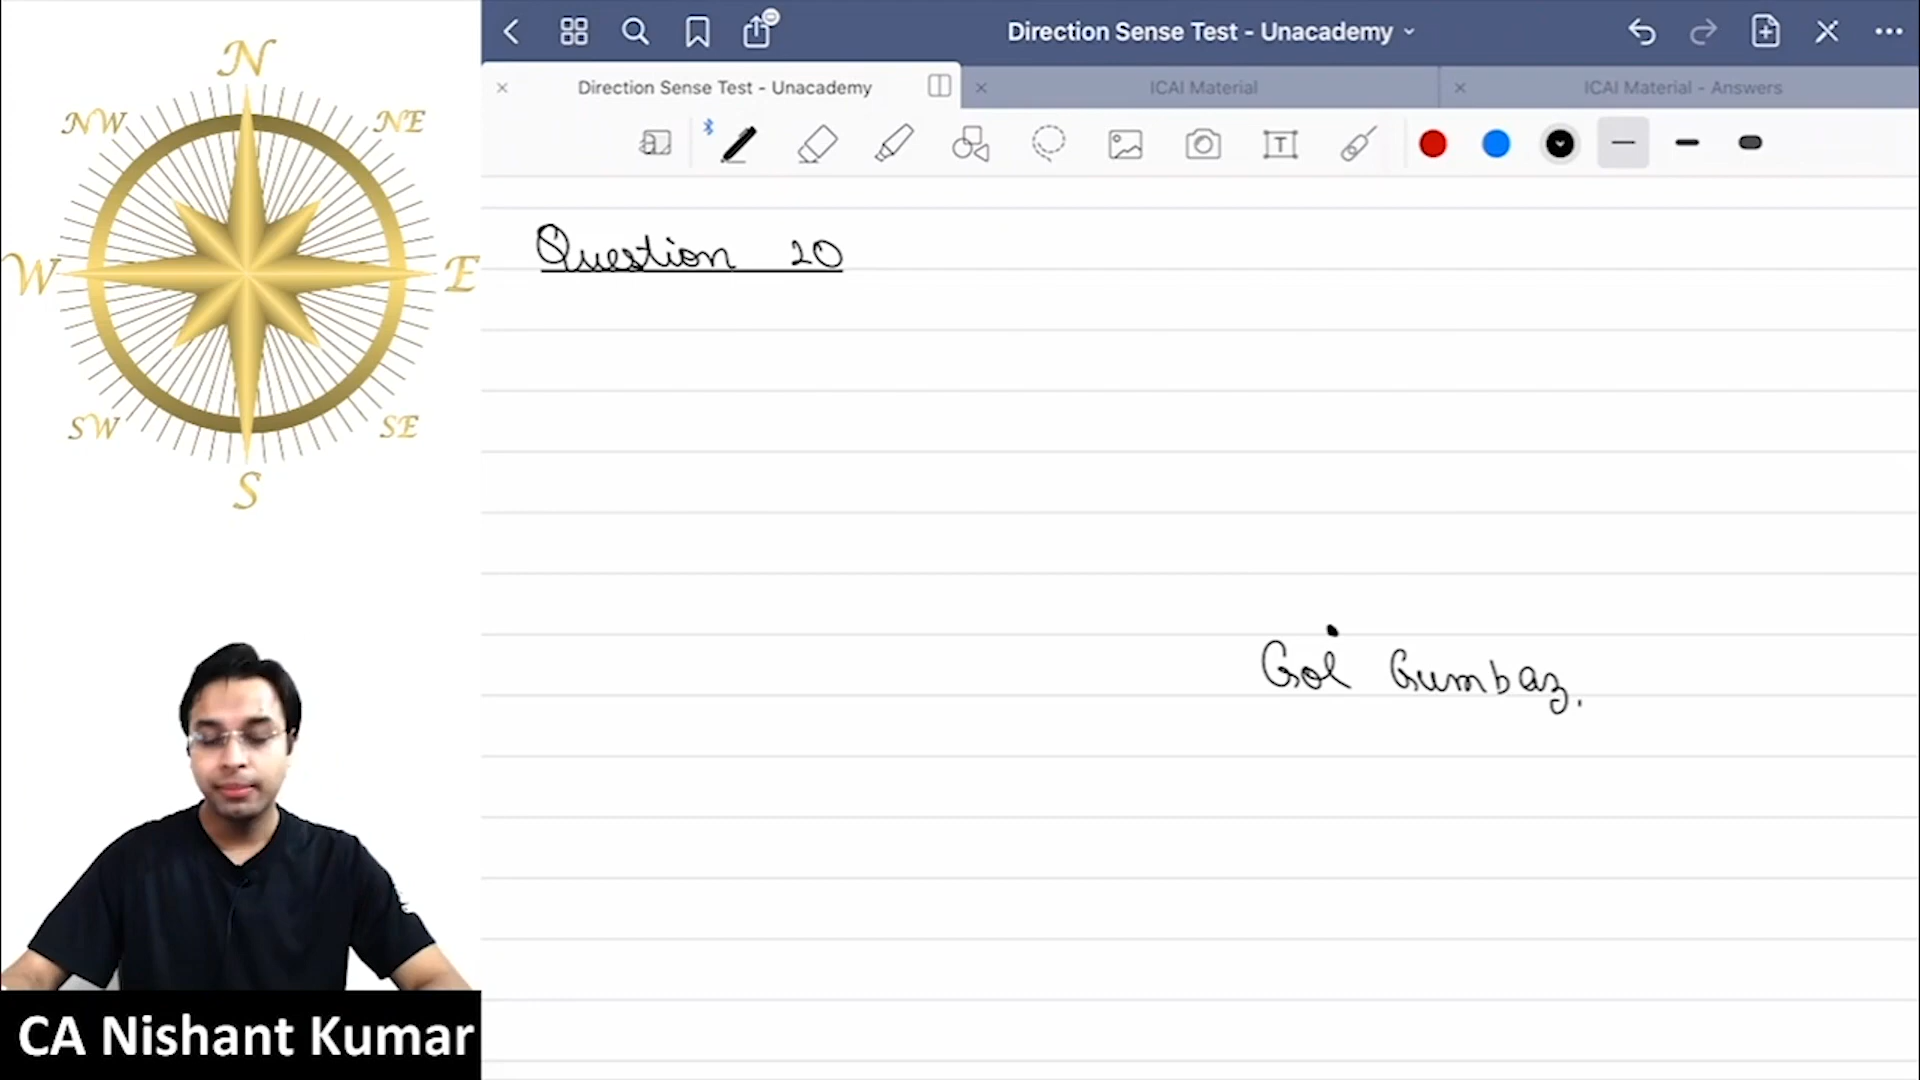 N
NW NE
W E
SW SE
S
Direction Sense Test - Unacademy
Direction Sense Test - Unacademy
ICAI Material
ICAI Material - Answers
T
Question 20
Gol Gumbaz.
CA Nishant Kumar